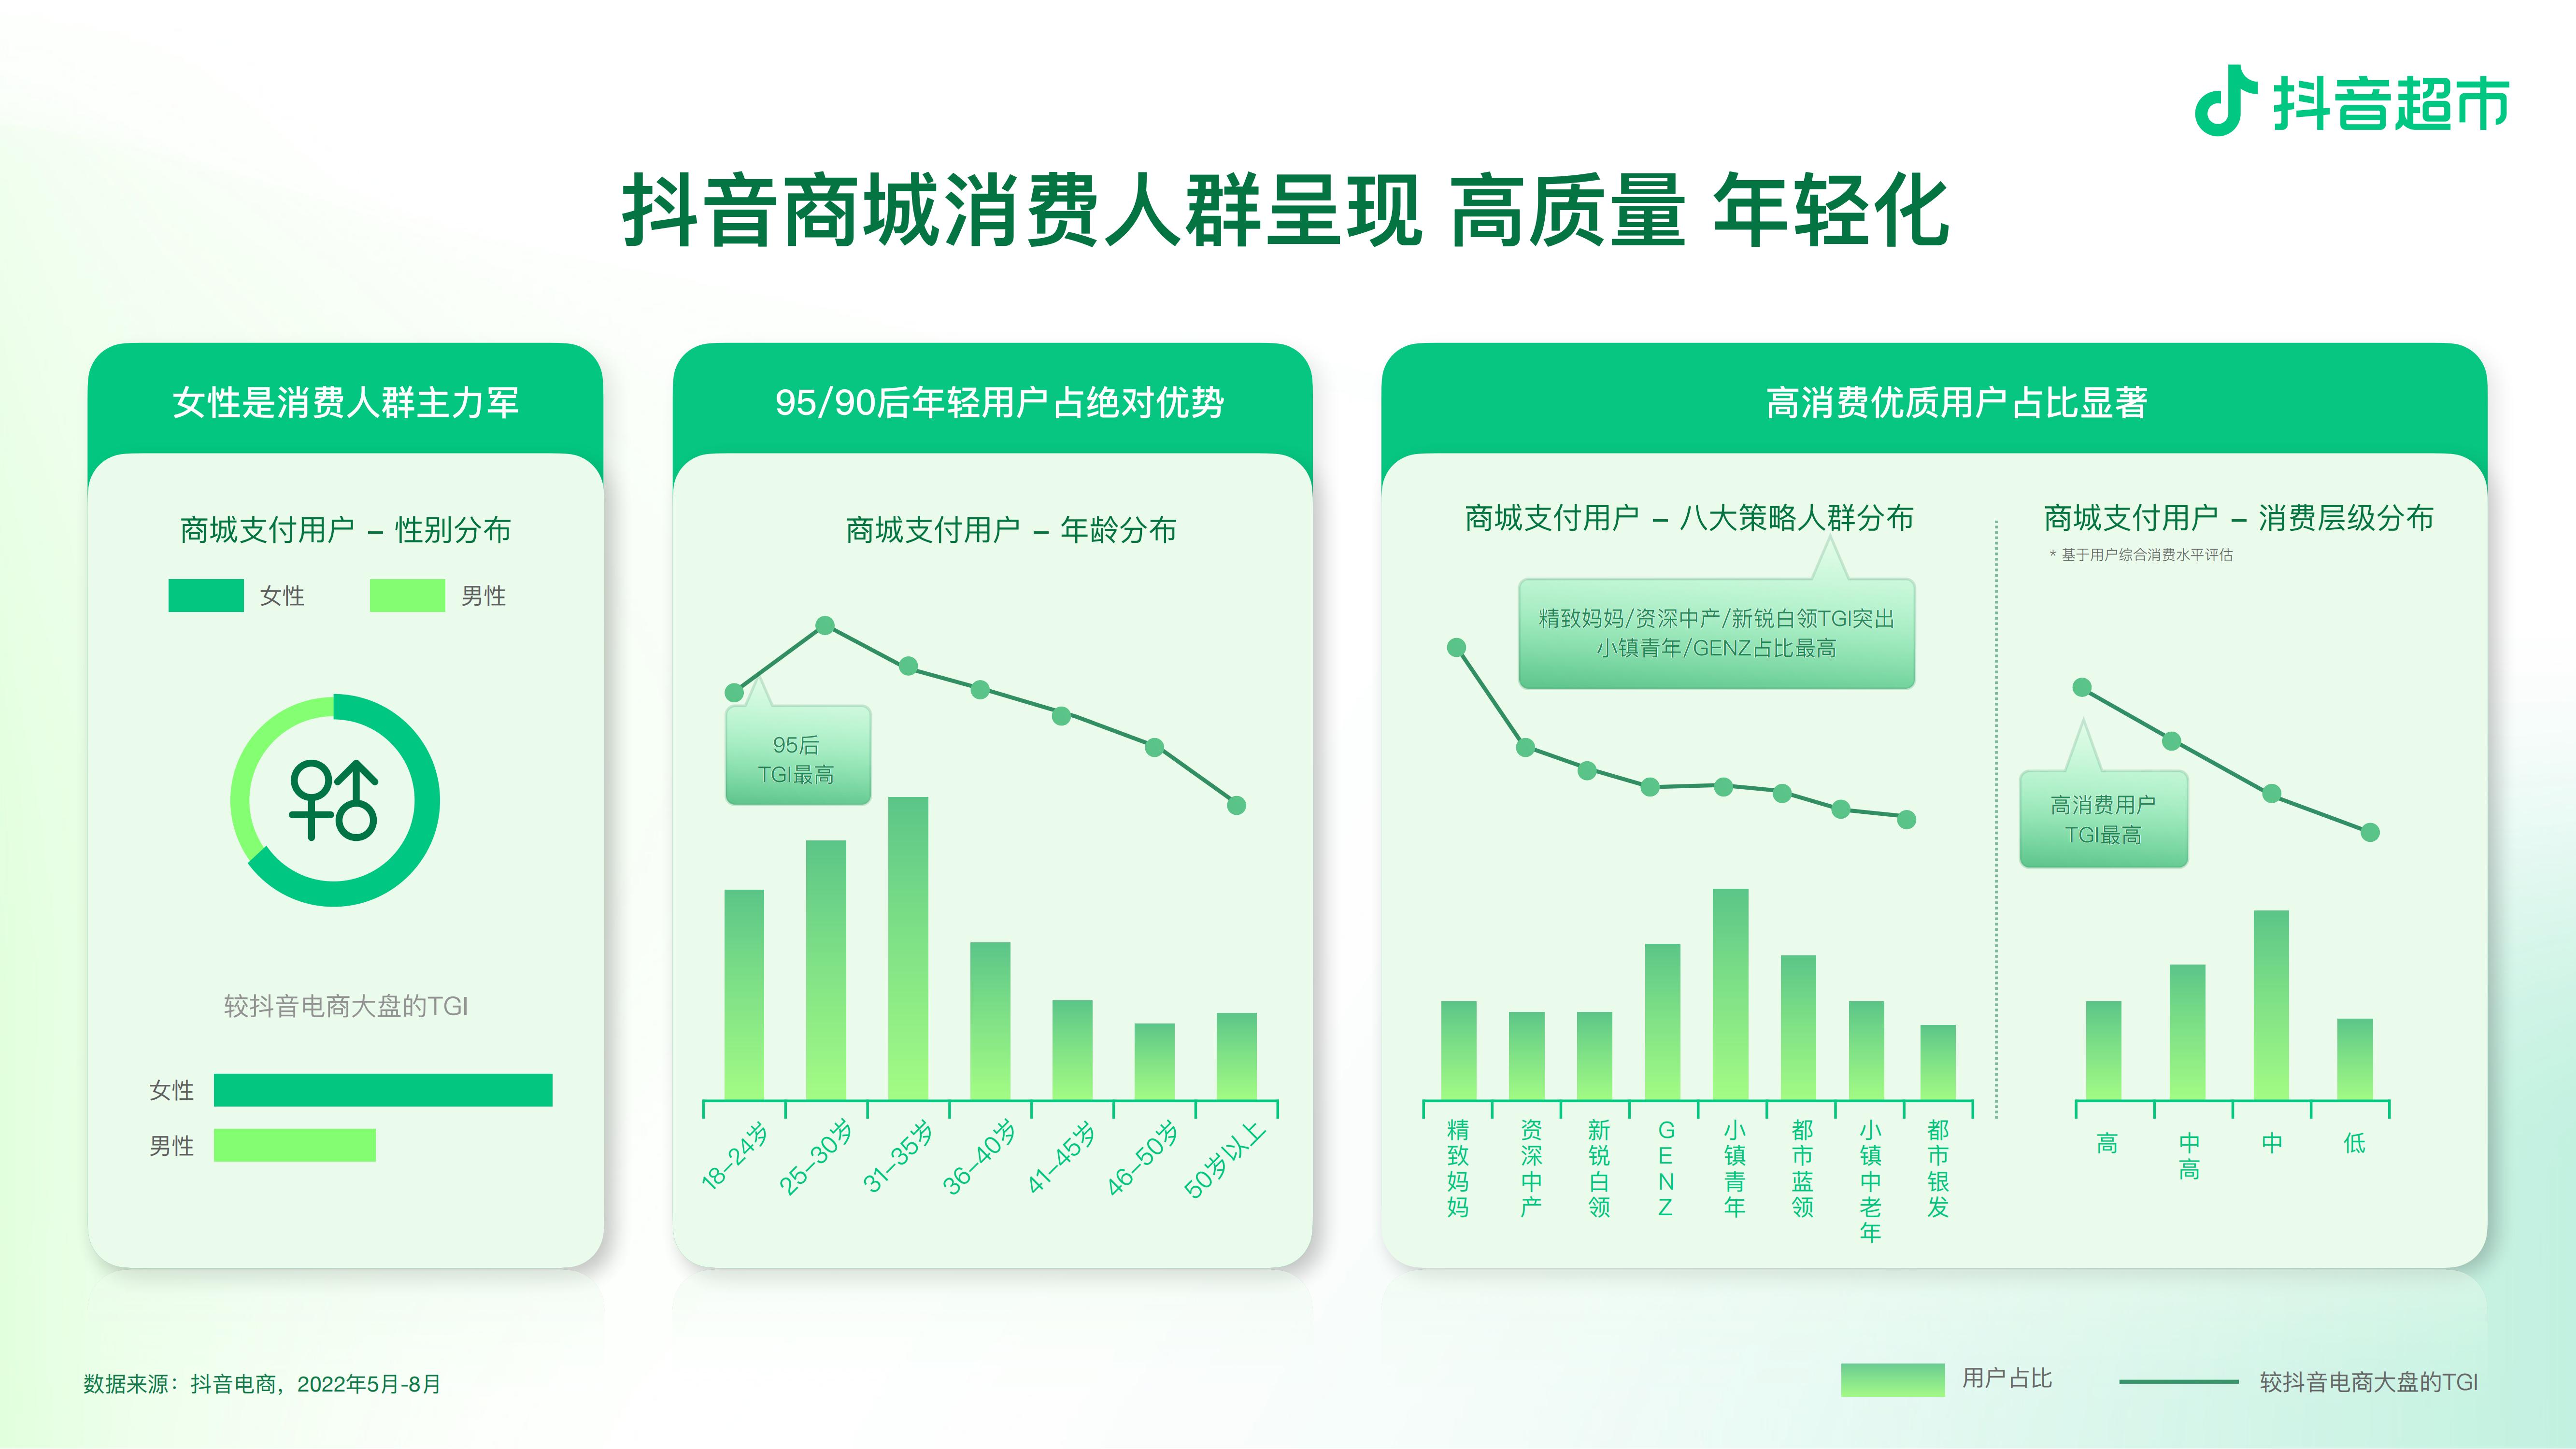 抖音超市
抖音商城消费人群呈现 高质量 年轻化
女性是消费人群主力军
商城支付用户 – 性别分布
女性
男性
较抖音电商大盘的TGI
女性
男性
95/90后年轻用户占绝对优势
商城支付用户 – 年龄分布
95后
TGI最高
18–24岁
25–30岁
31–35岁
36–40岁
41–45岁
46–50岁
50岁以上
高消费优质用户占比显著
商城支付用户 – 八大策略人群分布
精致妈妈/资深中产/新锐白领TGI突出
小镇青年/GENZ占比最高
精致妈妈
资深中产
新锐白领
GENZ
小镇青年
都市蓝领
小镇中老年
都市银发
商城支付用户 – 消费层级分布
* 基于用户综合消费水平评估
高消费用户
TGI最高
高
中高
中
低
数据来源：抖音电商，2022年5月-8月
用户占比
较抖音电商大盘的TGI